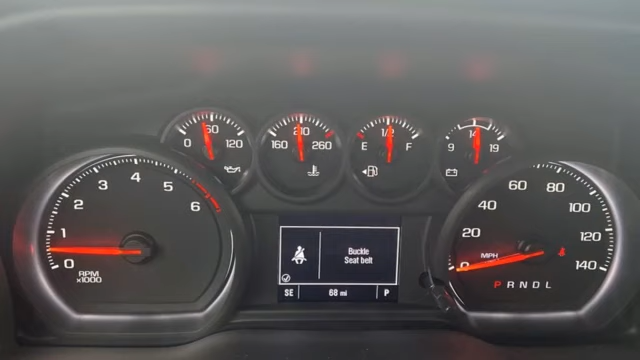 0 60 120
160 210 260
E 1/2 F
9 14 19
0 1 2 3 4 5 6
RPM
x1000
Buckle
Seat belt
SE 68 mi P
0 20 40 60 80 100 120 140
MPH
P R N D L